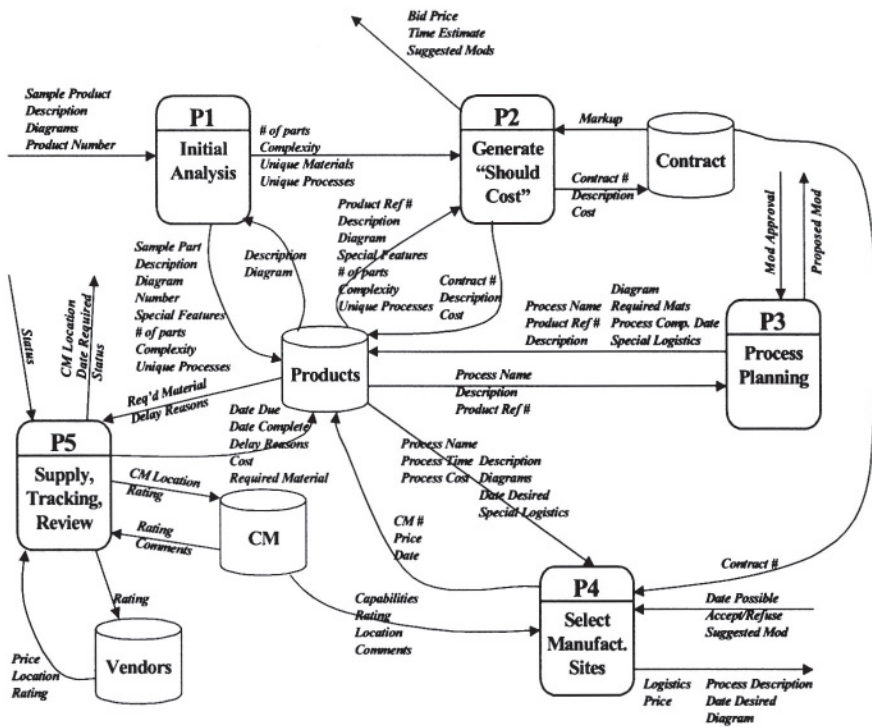 Bid Price
Time Estimate
Suggested Mods
Sample Product
Description
Diagrams
Product Number
P1
Initial
Analysis
# of parts
Complexity
Unique Materials
Unique Processes
P2
Generate
“Should
Cost”
Markup
Contract
Contract #
Description
Cost
Mod Approval
Proposed Mod
Sample Part
Description
Diagram
Number
Special Features
# of parts
Complexity
Unique Processes
Description
Diagram
Product Ref #
Description
Diagram
Special Features
# of parts
Complexity
Unique Processes
Contract #
Description
Cost
Process Name
Product Ref #
Description
Diagram
Required Mats
Process Comp. Date
Special Logistics
P3
Process
Planning
Status
CM Location
Date Required
Status
Products
Req'd Material
Delay Reasons
Process Name
Description
Product Ref #
P5
Supply,
Tracking,
Review
Date Due
Date Complete
Delay Reasons
Cost
Required Material
Process Name
Process Time Description
Process Cost Diagrams
Date Desired
Special Logistics
CM Location
Rating
Rating
Comments
CM
CM #
Price
Date
Contract #
Rating
Vendors
Price
Location
Rating
Capabilities
Rating
Location
Comments
P4
Select
Manufact.
Sites
Date Possible
Accept/Refuse
Suggested Mod
Logistics
Price
Process Description
Date Desired
Diagram